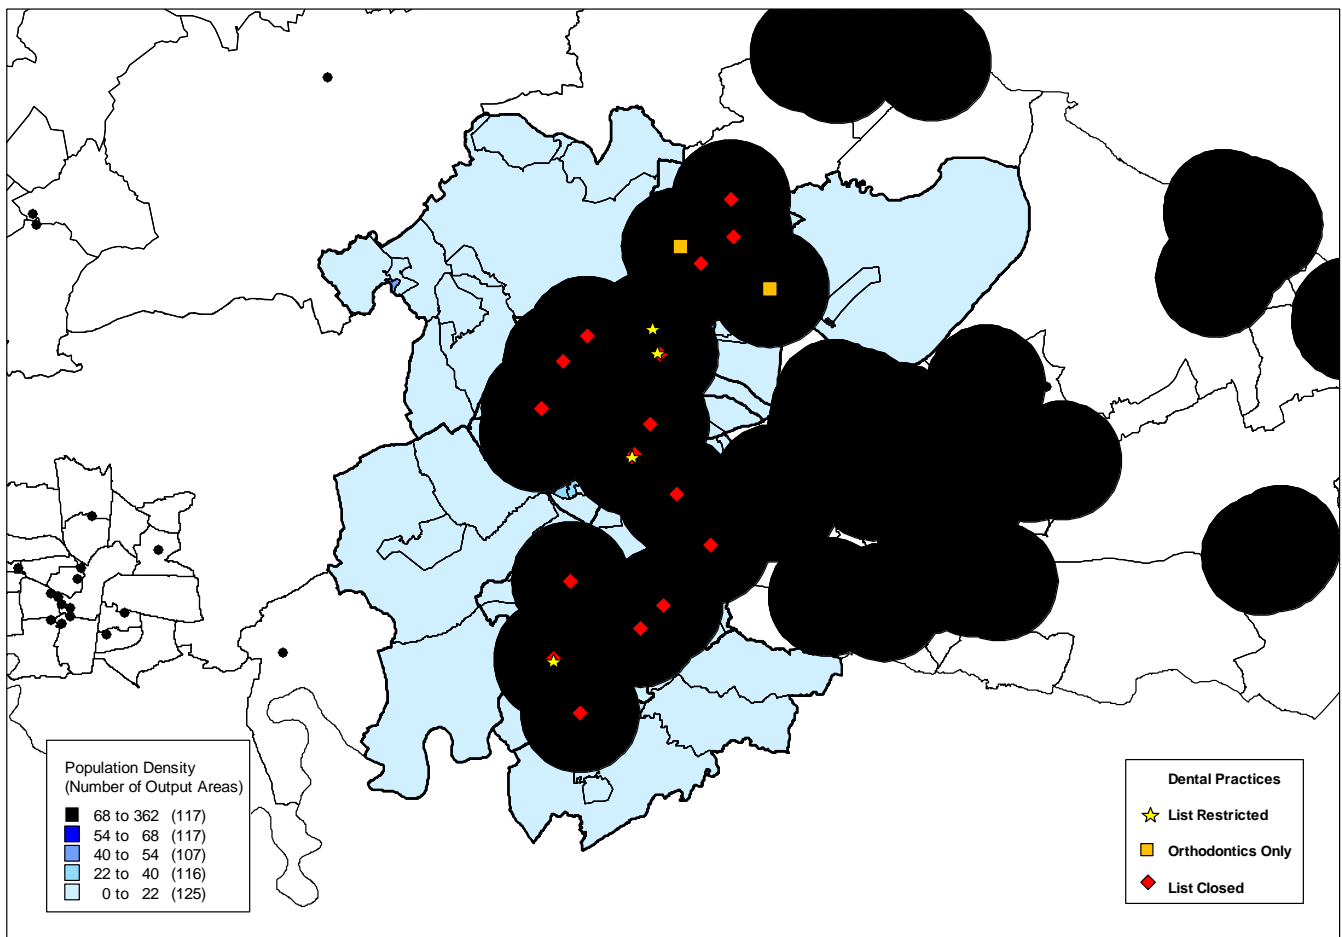 Population Density
(Number of Output Areas)
68 to 362 (117)
54 to 68 (117)
40 to 54 (107)
22 to 40 (116)
0 to 22 (125)
Dental Practices
List Restricted
Orthodontics Only
List Closed